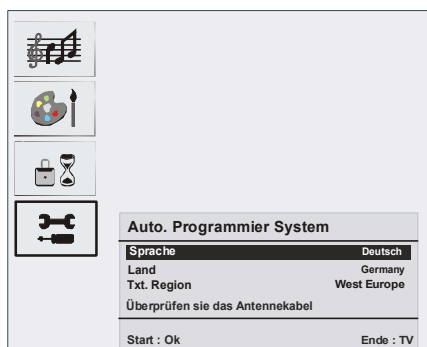 Auto. Programmier System
Sprache Deutsch
Land Germany
Txt. Region West Europe
Überprüfen sie das Antennekabel
Start : Ok Ende : TV